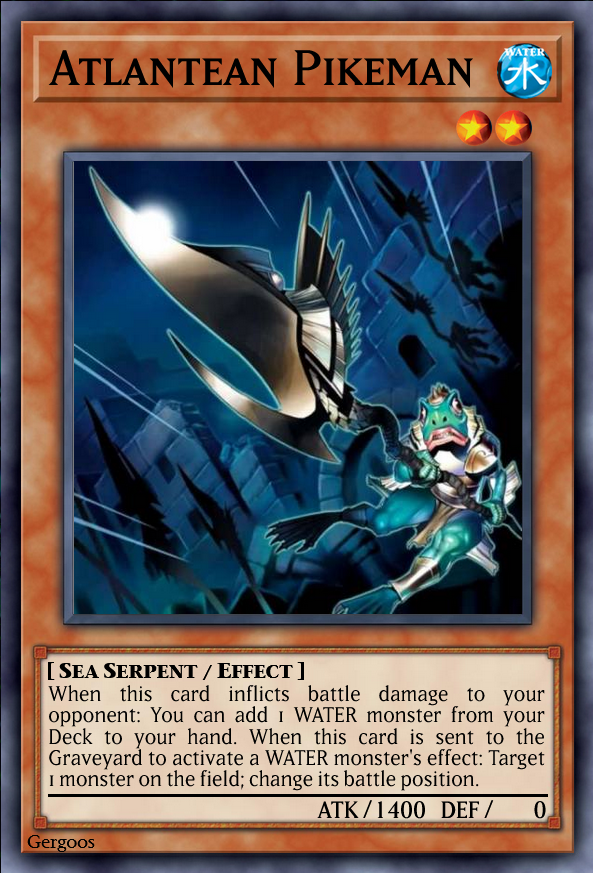 Atlantean Pikeman
WATER
水
[ Sea Serpent / Effect ]
When this card inflicts battle damage to your
opponent: You can add 1 WATER monster from your
Deck to your hand. When this card is sent to the
Graveyard to activate a WATER monster's effect: Target
1 monster on the field; change its battle position.
ATK / 1400 DEF / 0
Gergoos